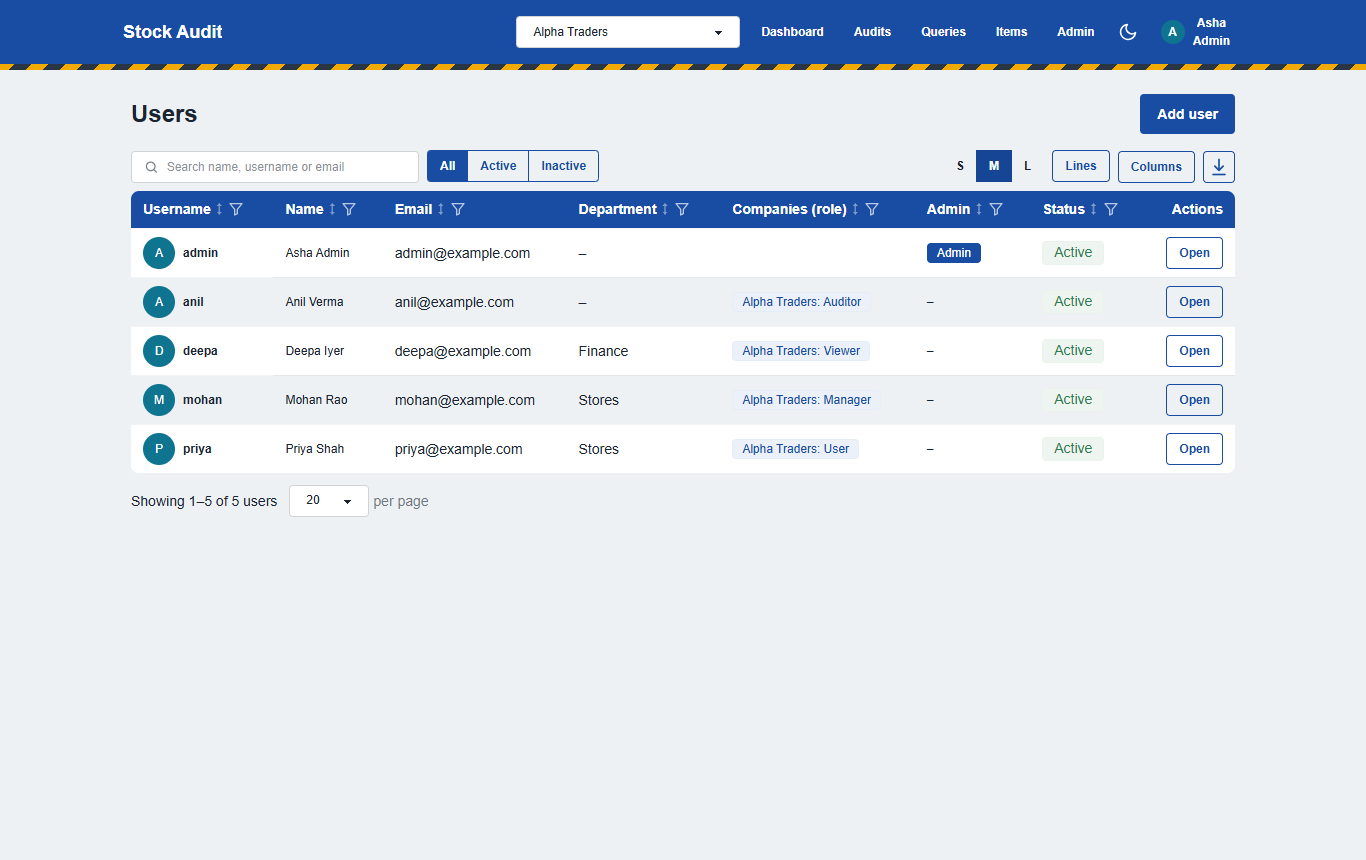 Stock Audit
Alpha Traders
Dashboard
Audits
Queries
Items
Admin
A
Asha
Admin
Users
Add user
Search name, username or email
All
Active
Inactive
S
M
L
Lines
Columns
Username Name Email Department Companies (role) Admin Status Actions
A admin Asha Admin admin@example.com – Admin Active Open
A anil Anil Verma anil@example.com – Alpha Traders: Auditor – Active Open
D deepa Deepa Iyer deepa@example.com Finance Alpha Traders: Viewer – Active Open
M mohan Mohan Rao mohan@example.com Stores Alpha Traders: Manager – Active Open
P priya Priya Shah priya@example.com Stores Alpha Traders: User – Active Open
Showing 1–5 of 5 users 20 per page